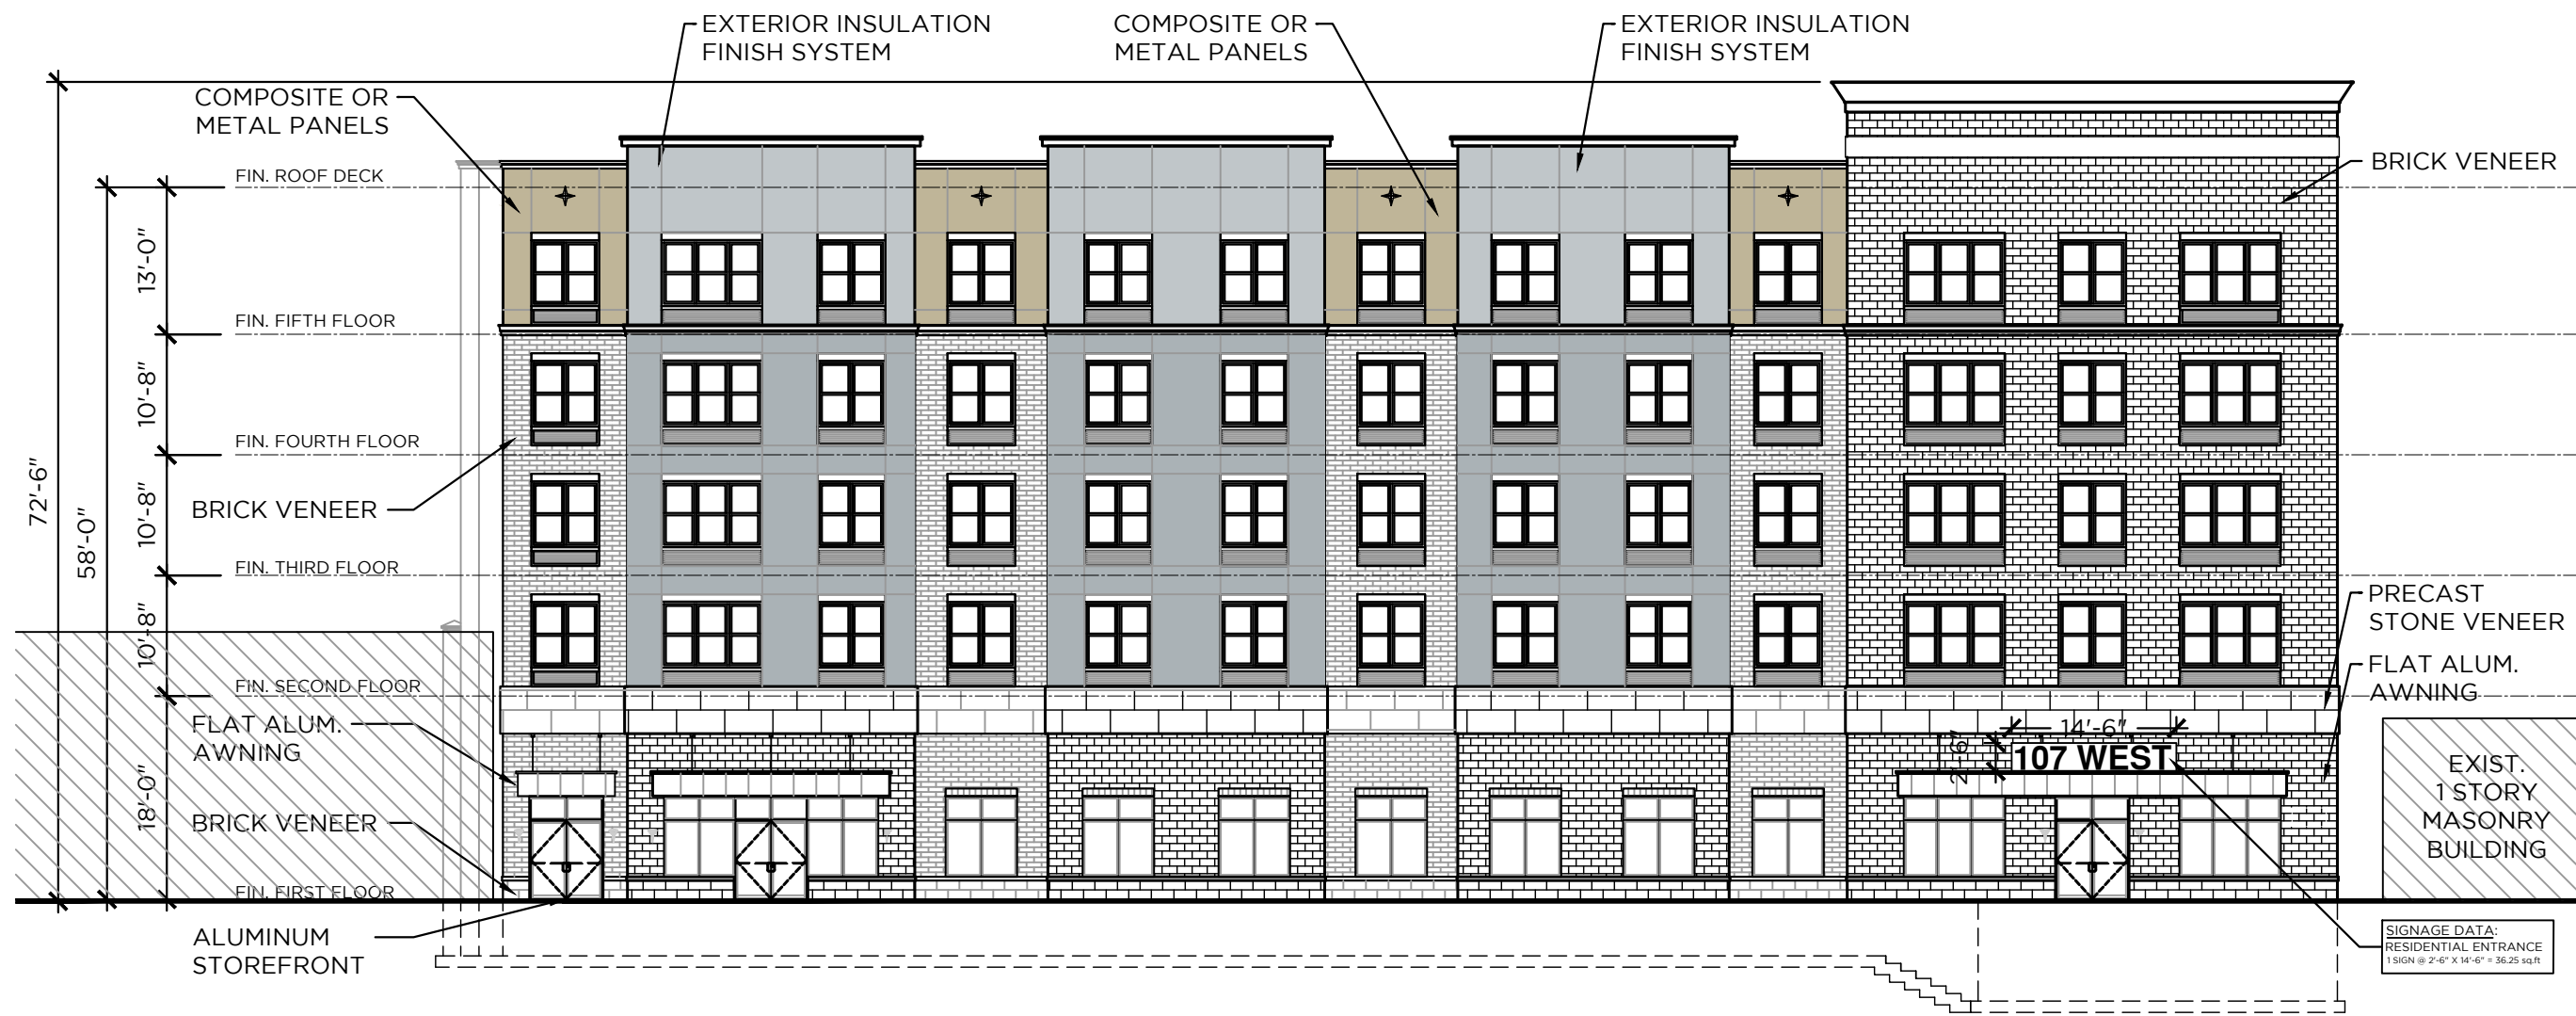 EXTERIOR INSULATION
FINISH SYSTEM
COMPOSITE OR
METAL PANELS
EXTERIOR INSULATION
FINISH SYSTEM
COMPOSITE OR
METAL PANELS
BRICK VENEER
FIN. ROOF DECK
13'-0"
FIN. FIFTH FLOOR
10'-8"
FIN. FOURTH FLOOR
72'-6"
58'-0"
10'-8"
BRICK VENEER
FIN. THIRD FLOOR
10'-8"
FIN. SECOND FLOOR
PRECAST
STONE VENEER
FLAT ALUM.
AWNING
FLAT ALUM.
AWNING
14'-6"
2'-6"
107 WEST
18'-0"
BRICK VENEER
FIN. FIRST FLOOR
EXIST.
1 STORY
MASONRY
BUILDING
ALUMINUM
STOREFRONT
SIGNAGE DATA:
RESIDENTIAL ENTRANCE
1 SIGN @ 2'-6" X 14'-6" = 36.25 sq.ft